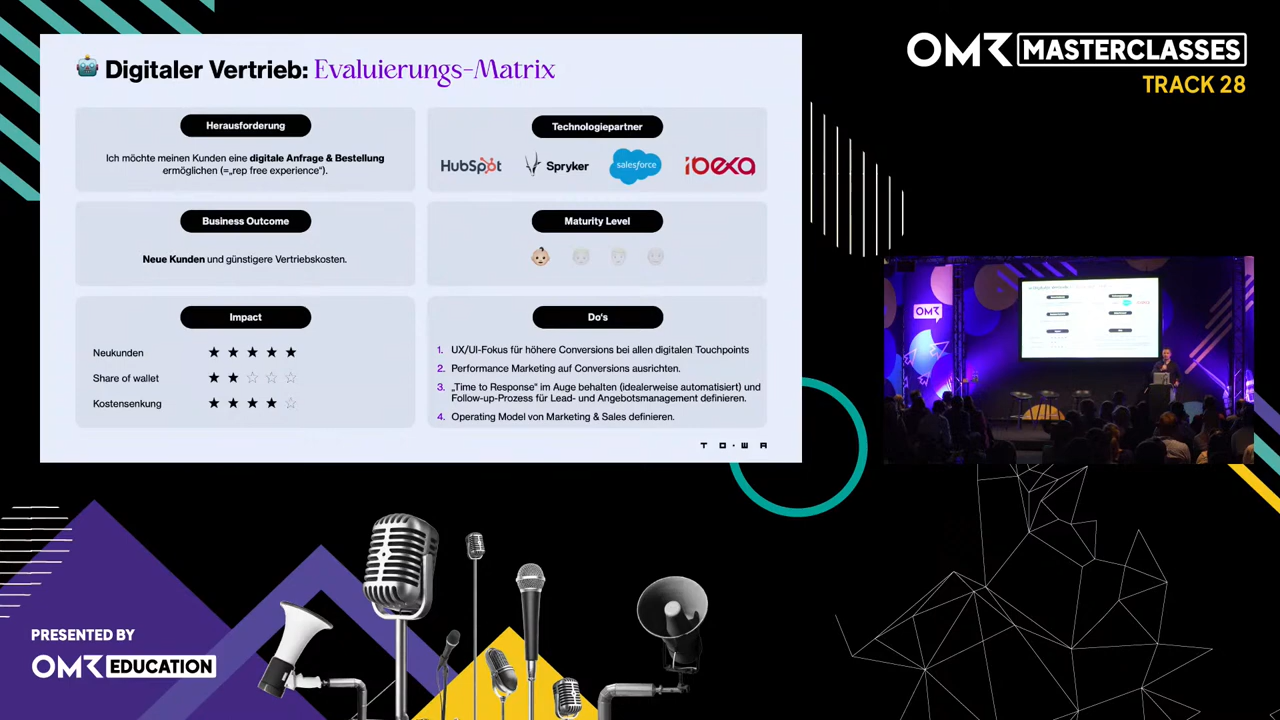 Digitaler Vertrieb: Evaluierungs-Matrix
Herausforderung
Ich möchte meinen Kunden eine digitale Anfrage & Bestellung
ermöglichen (=„rep free experience“).
Technologiepartner
HubSpot
Spryker
salesforce
ibexa
Business Outcome
Neue Kunden und günstigere Vertriebskosten.
Maturity Level
Impact
Neukunden
Share of wallet
Kostensenkung
Do's
1. UX/UI-Fokus für höhere Conversions bei allen digitalen Touchpoints
2. Performance Marketing auf Conversions ausrichten.
3. „Time to Response“ im Auge behalten (idealerweise automatisiert) und
Follow-up-Prozess für Lead- und Angebotsmanagement definieren.
4. Operating Model von Marketing & Sales definieren.
TO·WA
OMR MASTERCLASSES
TRACK 28
OMR
PRESENTED BY
OMR EDUCATION